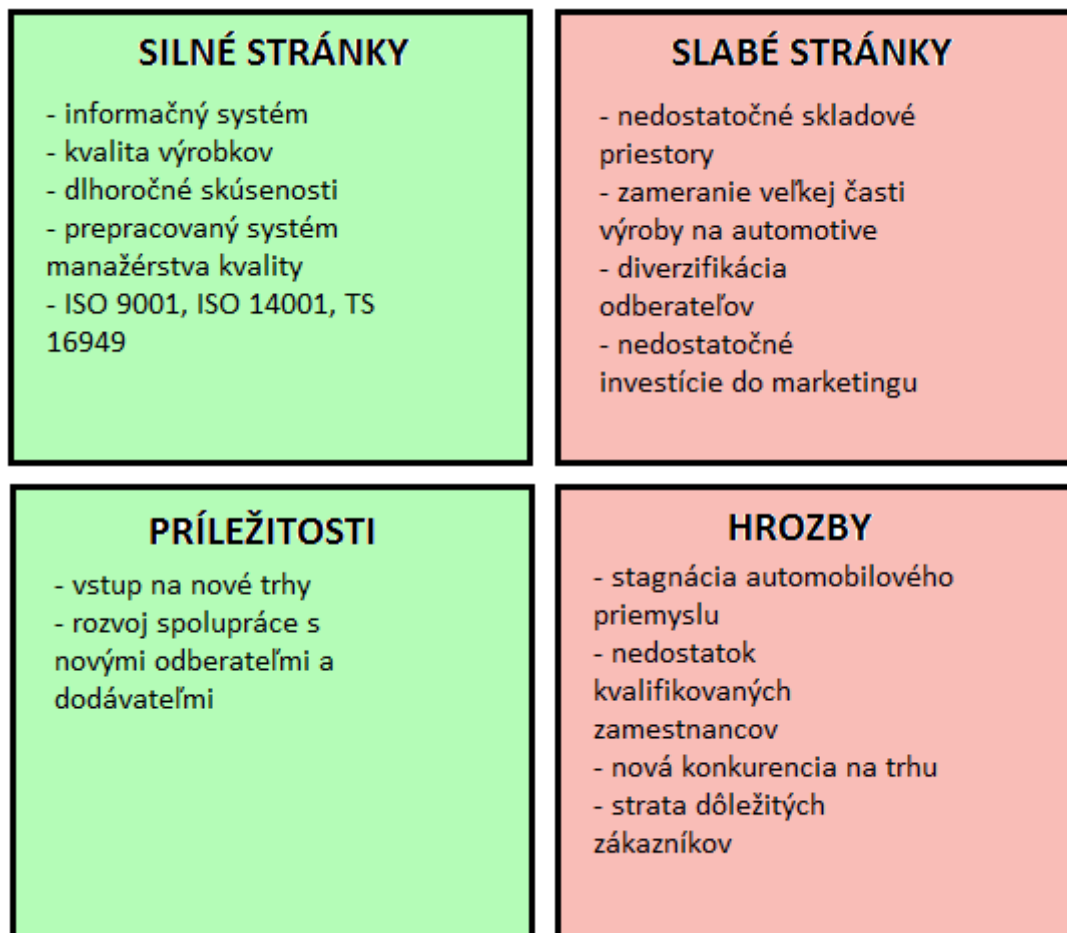 SILNÉ STRÁNKY
- informačný systém
- kvalita výrobkov
- dlhoročné skúsenosti
- prepracovaný systém
manažérstva kvality
- ISO 9001, ISO 14001, TS
16949
SLABÉ STRÁNKY
- nedostatočné skladové
priestory
- zameranie veľkej časti
výroby na automotive
- diverzifikácia
odberateľov
- nedostatočné
investície do marketingu
PRÍLEŽITOSTI
- vstup na nové trhy
- rozvoj spolupráce s
novými odberateľmi a
dodávateľmi
HROZBY
- stagnácia automobilového
priemyslu
- nedostatok
kvalifikovaných
zamestnancov
- nová konkurencia na trhu
- strata dôležitých
zákazníkov